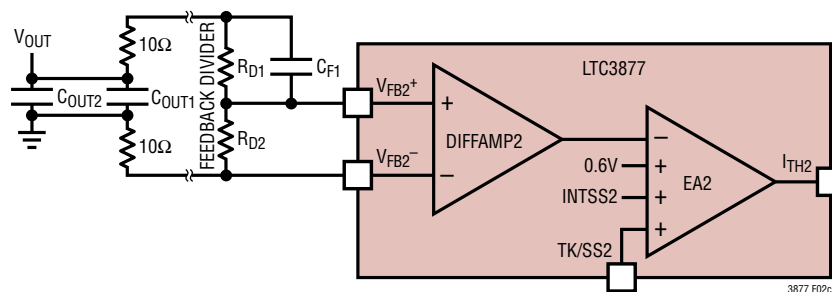 VOUT
10Ω
COUT2
COUT1
10Ω
FEEDBACK DIVIDER
RD1
RD2
CF1
LTC3877
VFB2+
VFB2–
+
–
DIFFAMP2
–
0.6V
+
INTSS2
+
TK/SS2
+
EA2
ITH2
3877 F02c